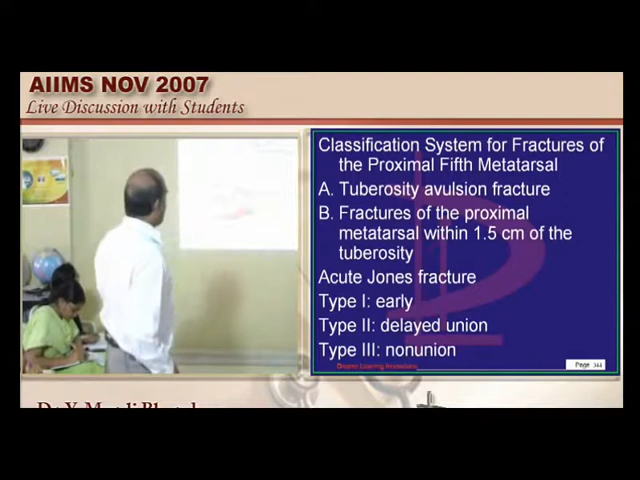 AIIMS NOV 2007
Live Discussion with Students
Classification System for Fractures of
the Proximal Fifth Metatarsal
A. Tuberosity avulsion fracture
B. Fractures of the proximal
metatarsal within 1.5 cm of the
tuberosity
Acute Jones fracture
Type I: early
Type II: delayed union
Type III: nonunion
Page